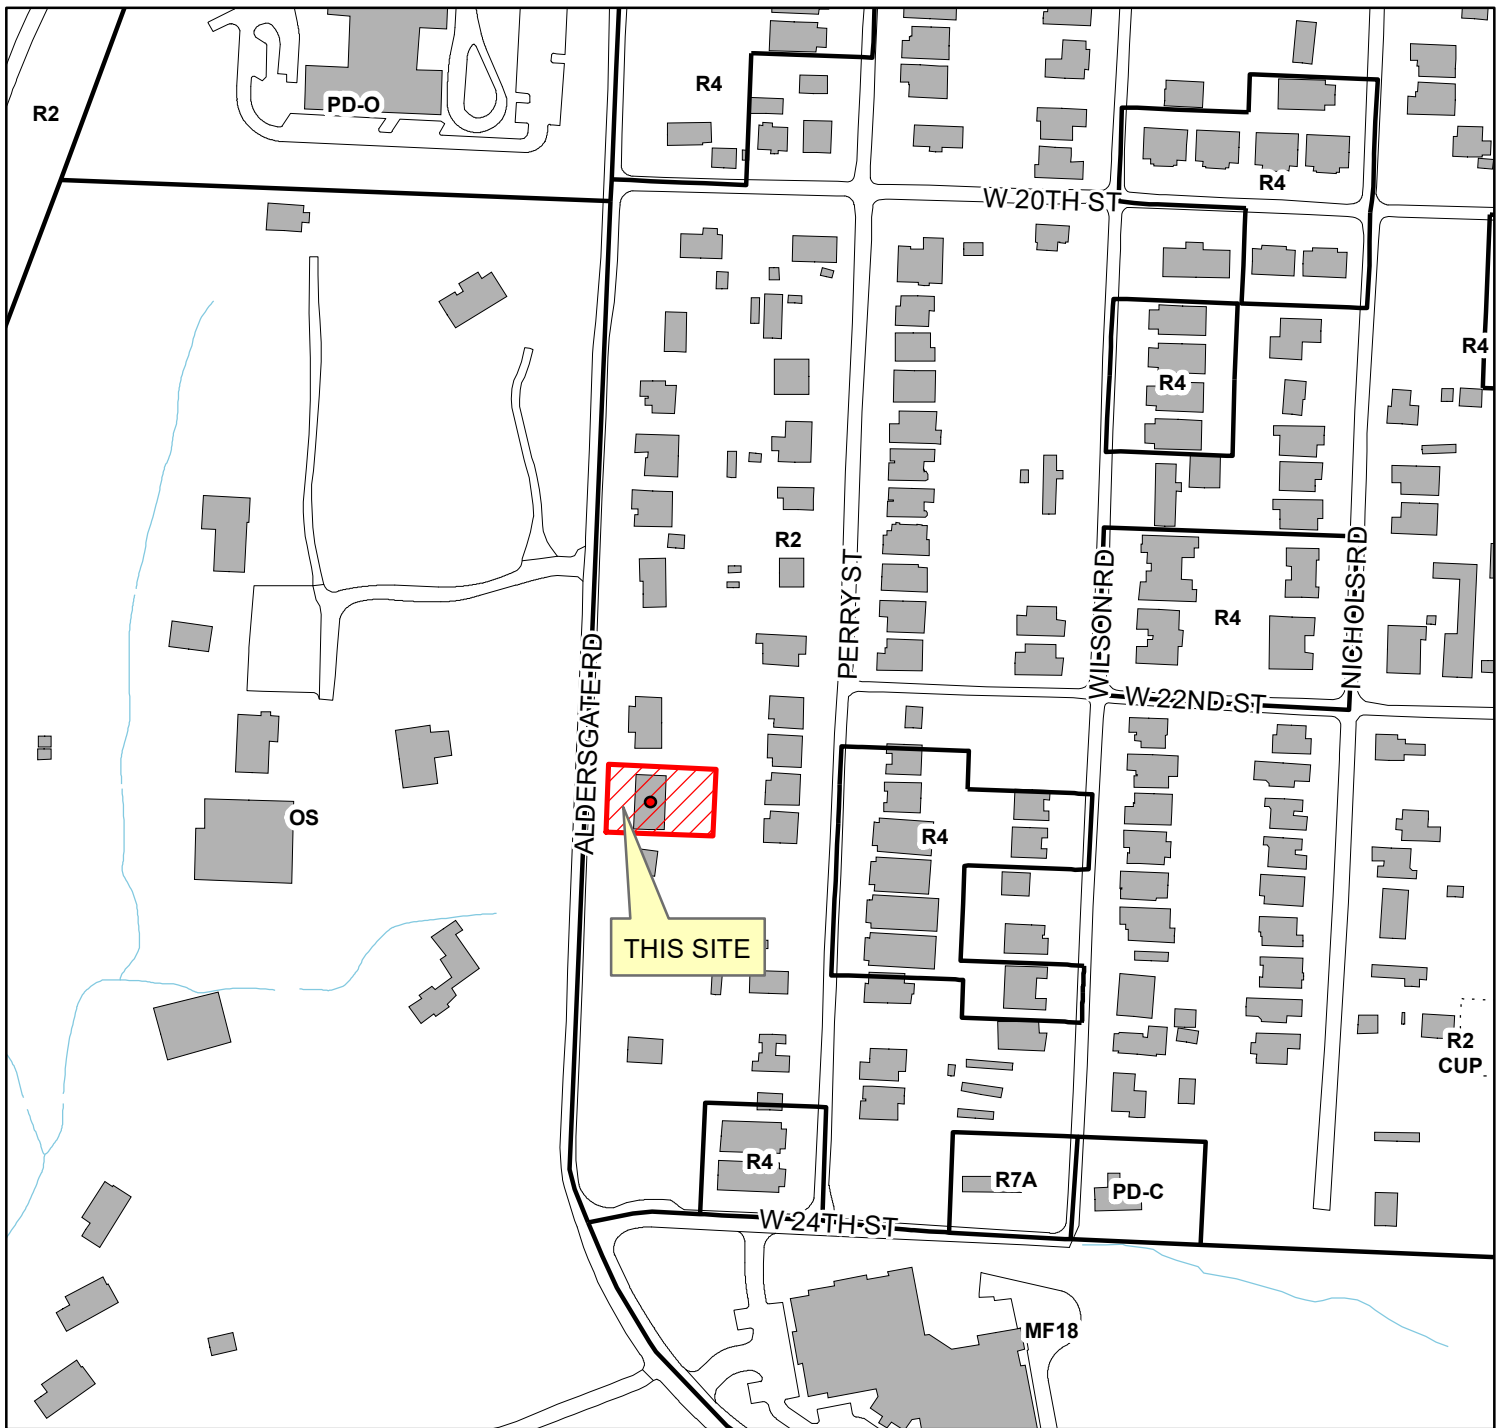 R4
PD-O
R2
R4
W 20TH ST
R4
R4
R2
PERRY ST
WILSON RD
NICHOLS RD
R4
ALDERSGATE RD
W 22ND ST
OS
R4
THIS SITE
R2
CUP
R4
R7A
PD-C
W 24TH ST
MF18